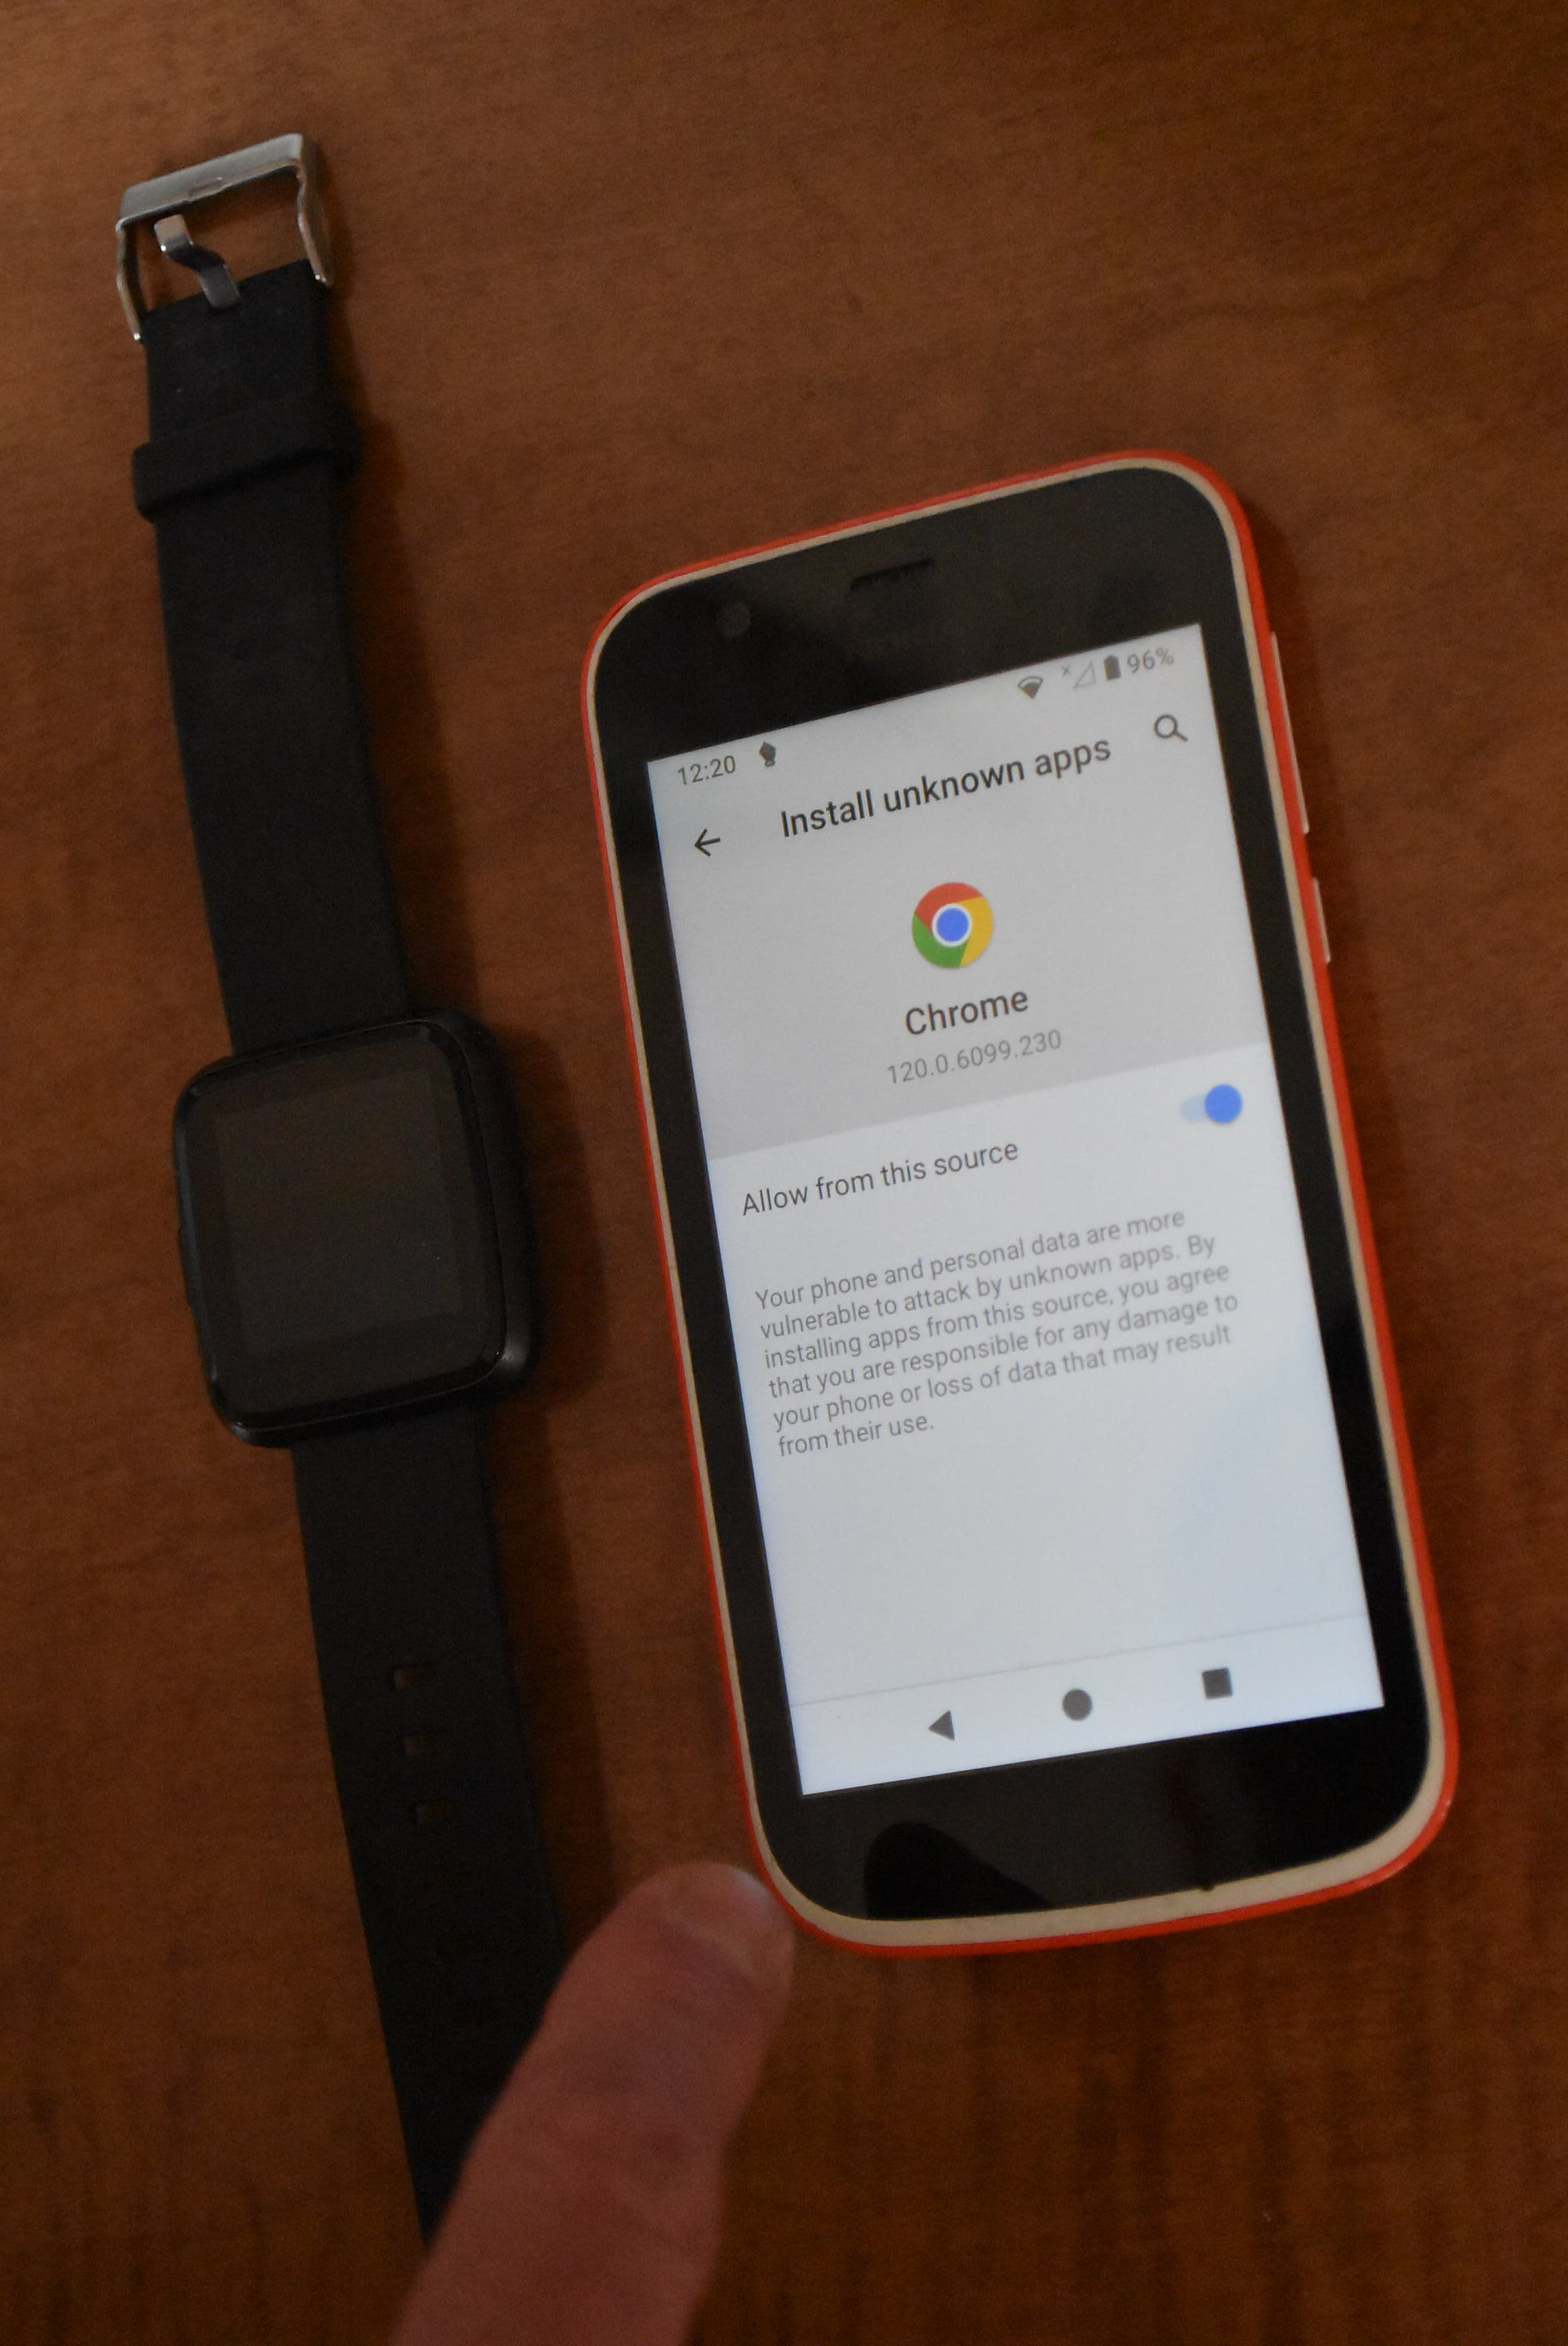 12:20 96%
Install unknown apps
Chrome
120.0.6099.230
Allow from this source
Your phone and personal data are more
vulnerable to attack by unknown apps. By
installing apps from this source, you agree
that you are responsible for any damage to
your phone or loss of data that may result
from their use.